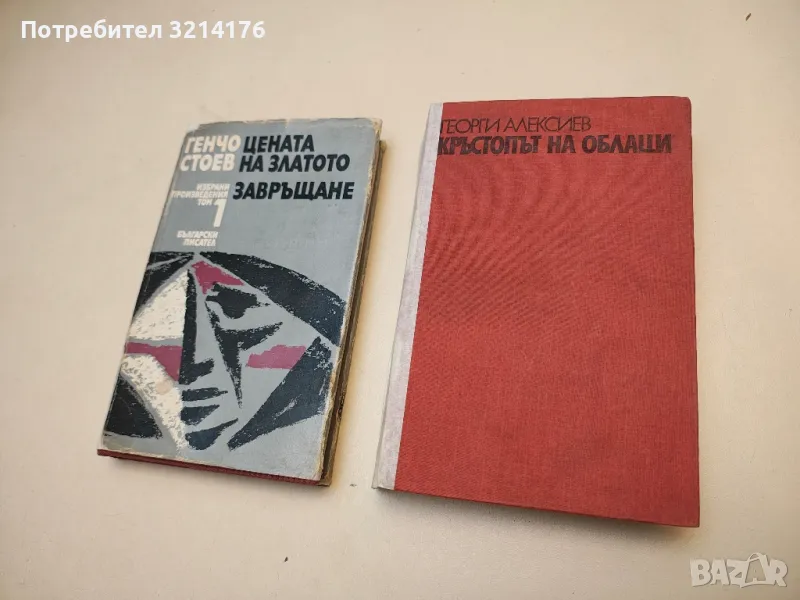 Потребител 3214176
ГЕНЧО
СТОЕВ
ЦЕНАТА
НА ЗЛАТОТО
ЗАВРЪЩАНЕ
ИЗБРАНИ
ПРОИЗВЕДЕНИЯ
ТОМ
1
БЪЛГАРСКИ
ПИСАТЕЛ
ГЕОРГИ АЛЕКСИЕВ
КРЪСТОПЪТ НА ОБЛАЦИ
BAZAR